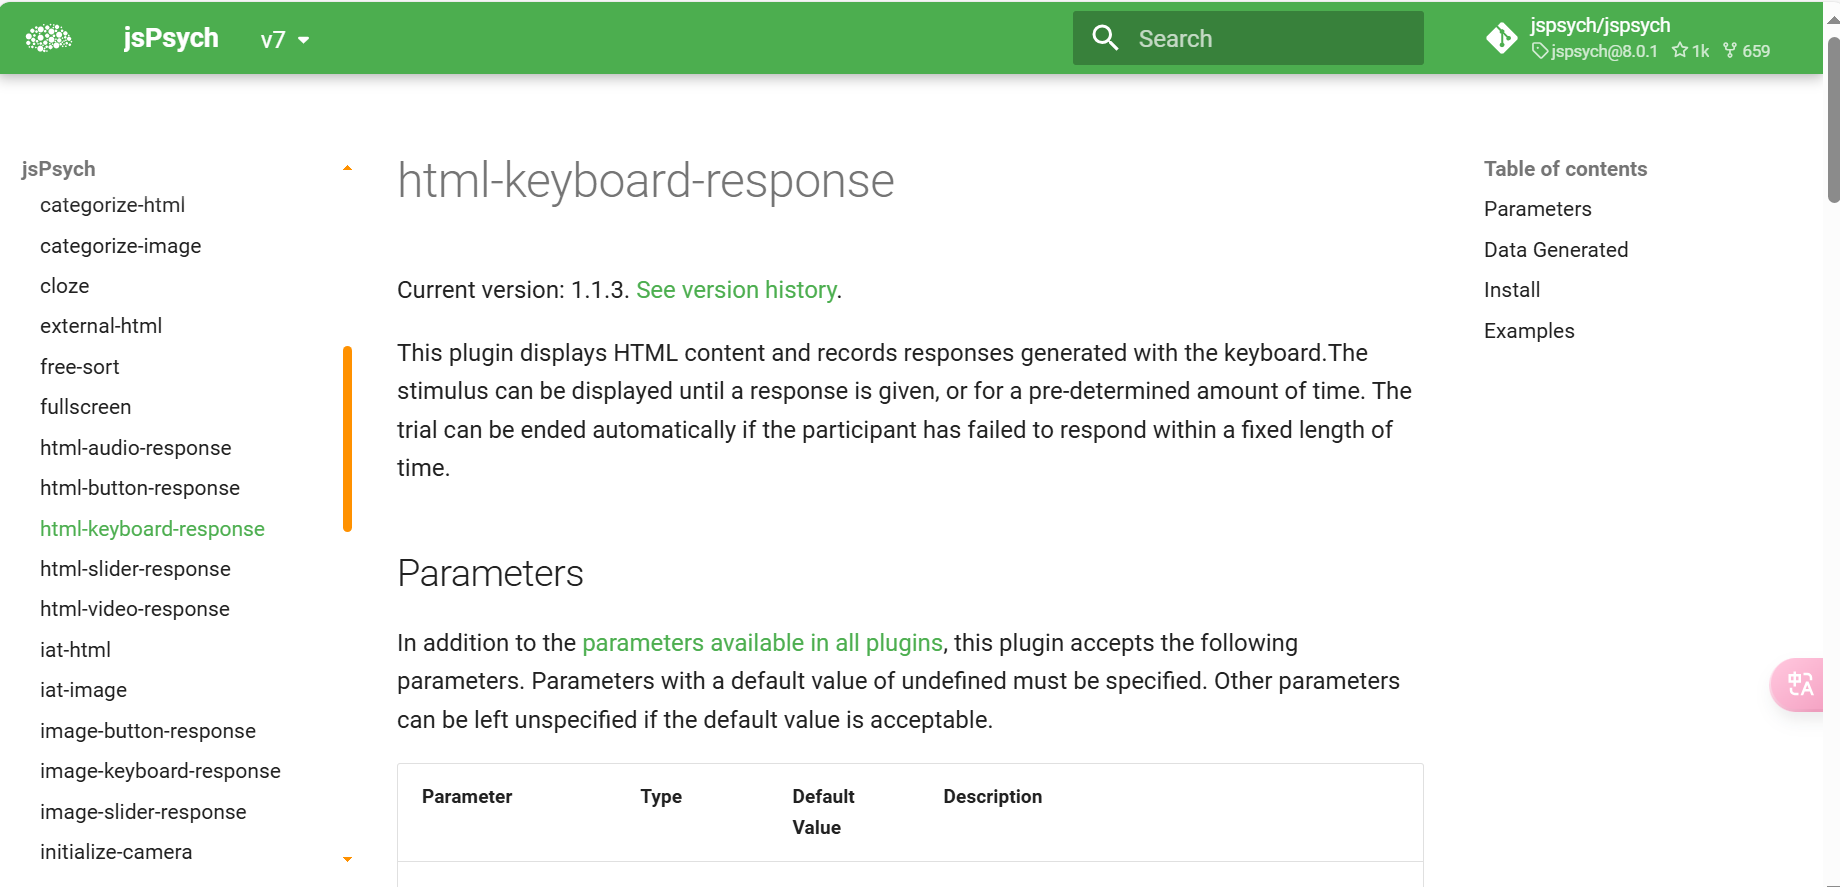 jsPsych
v7
Search
jspsych/jspsych
jspsych@8.0.1 1k 659
jsPsych
categorize-html
categorize-image
cloze
external-html
free-sort
fullscreen
html-audio-response
html-button-response
html-keyboard-response
html-slider-response
html-video-response
iat-html
iat-image
image-button-response
image-keyboard-response
image-slider-response
initialize-camera
html-keyboard-response
Current version: 1.1.3. See version history.
This plugin displays HTML content and records responses generated with the keyboard.The
stimulus can be displayed until a response is given, or for a pre-determined amount of time. The
trial can be ended automatically if the participant has failed to respond within a fixed length of
time.
Parameters
In addition to the parameters available in all plugins, this plugin accepts the following
parameters. Parameters with a default value of undefined must be specified. Other parameters
can be left unspecified if the default value is acceptable.
Parameter Type Default Description
Value
Table of contents
Parameters
Data Generated
Install
Examples
中A